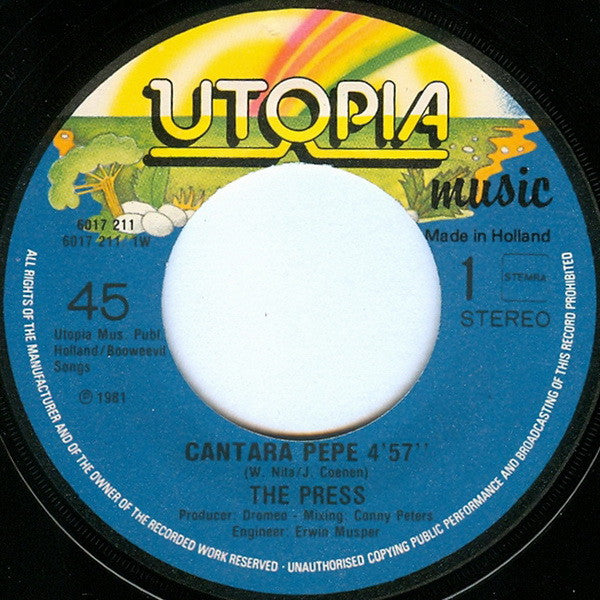 UTOPIA
music
Made in Holland
6017 211
6017 211 1W
45
1
STEMRA
STEREO
Utopia Mus. Publ
Holland/Booweevil
Songs
℗ 1981
CANTARA PEPE 4'57''
(W. Nita/J. Coenen)
THE PRESS
Producer: Dromee - Mixing: Conny Peters
Engineer: Erwin Musper
ALL RIGHTS OF THE MANUFACTURER AND OF THE OWNER OF THE RECORDED WORK RESERVED - UNAUTHORISED COPYING PUBLIC PERFORMANCE AND BROADCASTING OF THIS RECORD PROHIBITED